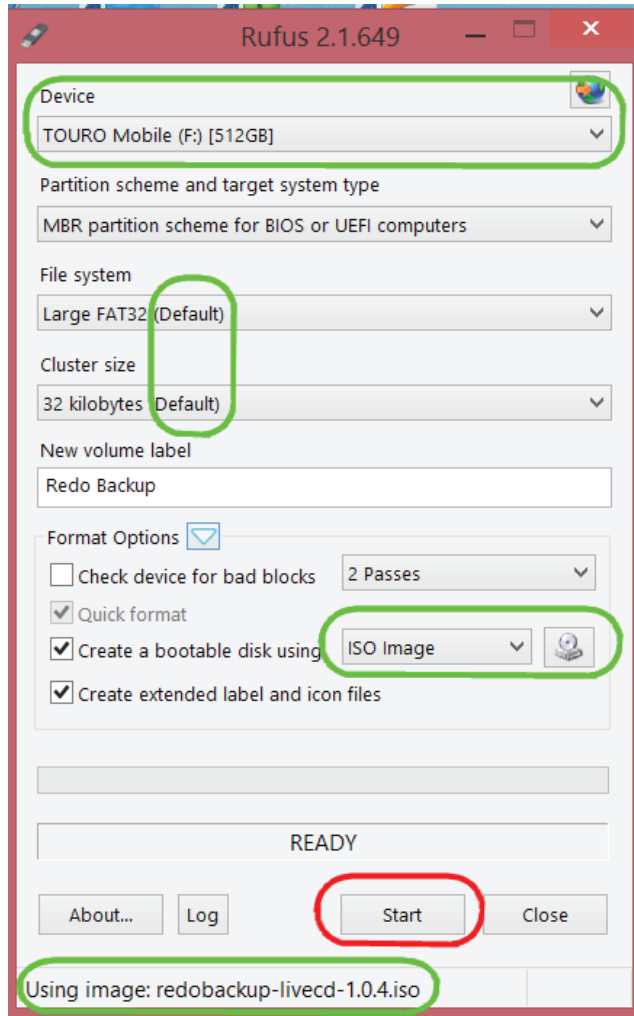 Rufus 2.1.649
Device
TOURO Mobile (F:) [512GB]
Partition scheme and target system type
MBR partition scheme for BIOS or UEFI computers
File system
Large FAT32 (Default)
Cluster size
32 kilobytes (Default)
New volume label
Redo Backup
Format Options
Check device for bad blocks 2 Passes
Quick format
Create a bootable disk using ISO Image
Create extended label and icon files
READY
About... Log Start Close
Using image: redobackup-livecd-1.0.4.iso